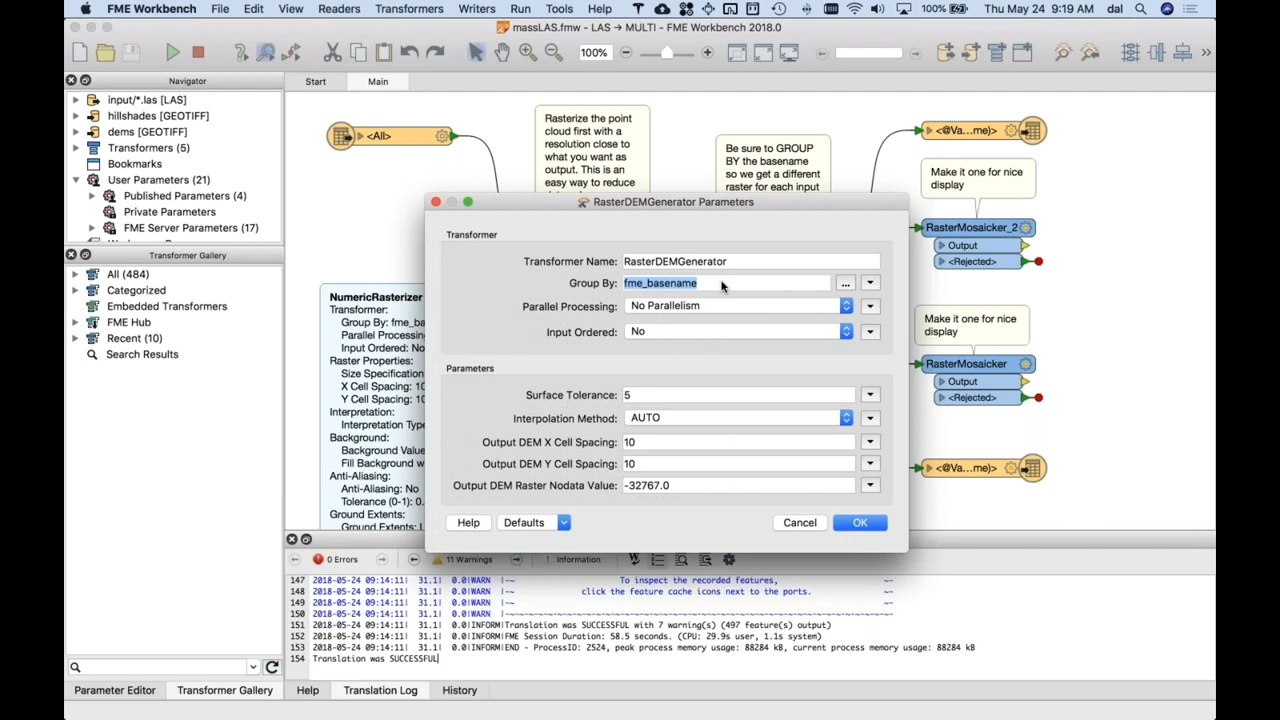 FME Workbench File Edit View Readers Transformers Writers Run Tools Help 100% Thu May 24 9:19 AM dal
massLAS.fmw - LAS → MULTI - FME Workbench 2018.0
100%
Navigator
Start Main
input/*.las [LAS]
hillshades [GEOTIFF]
dems [GEOTIFF]
Transformers (5)
Bookmarks
User Parameters (21)
Published Parameters (4)
Private Parameters
FME Server Parameters (17)
Transformer Gallery
All (484)
Categorized
Embedded Transformers
FME Hub
Recent (10)
Search Results
<All>
Rasterize the point
cloud first with a
resolution close to
what you want as
output. This is an
easy way to reduce
Be sure to GROUP
BY the basename
so we get a different
raster for each input
<@Va...me)>
Make it one for nice
display
RasterMosaicker_2
Output
<Rejected>
Make it one for nice
display
RasterMosaicker
Output
<Rejected>
<@Va...me)>
NumericRasterizer
Transformer:
Group By: fme_ba
Parallel Processing
Input Ordered: No
Raster Properties:
Size Specification
X Cell Spacing: 10
Y Cell Spacing: 10
Interpretation:
Interpretation Type
Background:
Background Value
Fill Background w
Anti-Aliasing:
Anti-Aliasing: No
Tolerance (0-1): 0.
Ground Extents:
RasterDEMGenerator Parameters
Transformer
Transformer Name: RasterDEMGenerator
Group By: fme_basename ...
Parallel Processing: No Parallelism
Input Ordered: No
Parameters
Surface Tolerance: 5
Interpolation Method: AUTO
Output DEM X Cell Spacing: 10
Output DEM Y Cell Spacing: 10
Output DEM Raster Nodata Value: -32767.0
Help Defaults Cancel OK
0 Errors 11 Warnings Information
147 2018-05-24 09:14:11| 31.1| 0.0|WARN |~~ To inspect the recorded features, ~~
148 2018-05-24 09:14:11| 31.1| 0.0|WARN |~~ click the feature cache icons next to the ports. ~~
149 2018-05-24 09:14:11| 31.1| 0.0|WARN |~~ ~~
150 2018-05-24 09:14:11| 31.1| 0.0|WARN |~~~~~~~~~~~~~~~~~~~~~~~~~~~~~~~~~~~~~~~~
151 2018-05-24 09:14:11| 31.1| 0.0|INFORM|Translation was SUCCESSFUL with 7 warning(s) (497 feature(s) output)
152 2018-05-24 09:14:11| 31.1| 0.0|INFORM|FME Session Duration: 58.5 seconds. (CPU: 29.9s user, 1.1s system)
153 2018-05-24 09:14:11| 31.1| 0.0|INFORM|END - ProcessID: 2524, peak process memory usage: 88284 kB, current process memory usage: 88284 kB
154 Translation was SUCCESSFUL
Parameter Editor Transformer Gallery Help Translation Log History